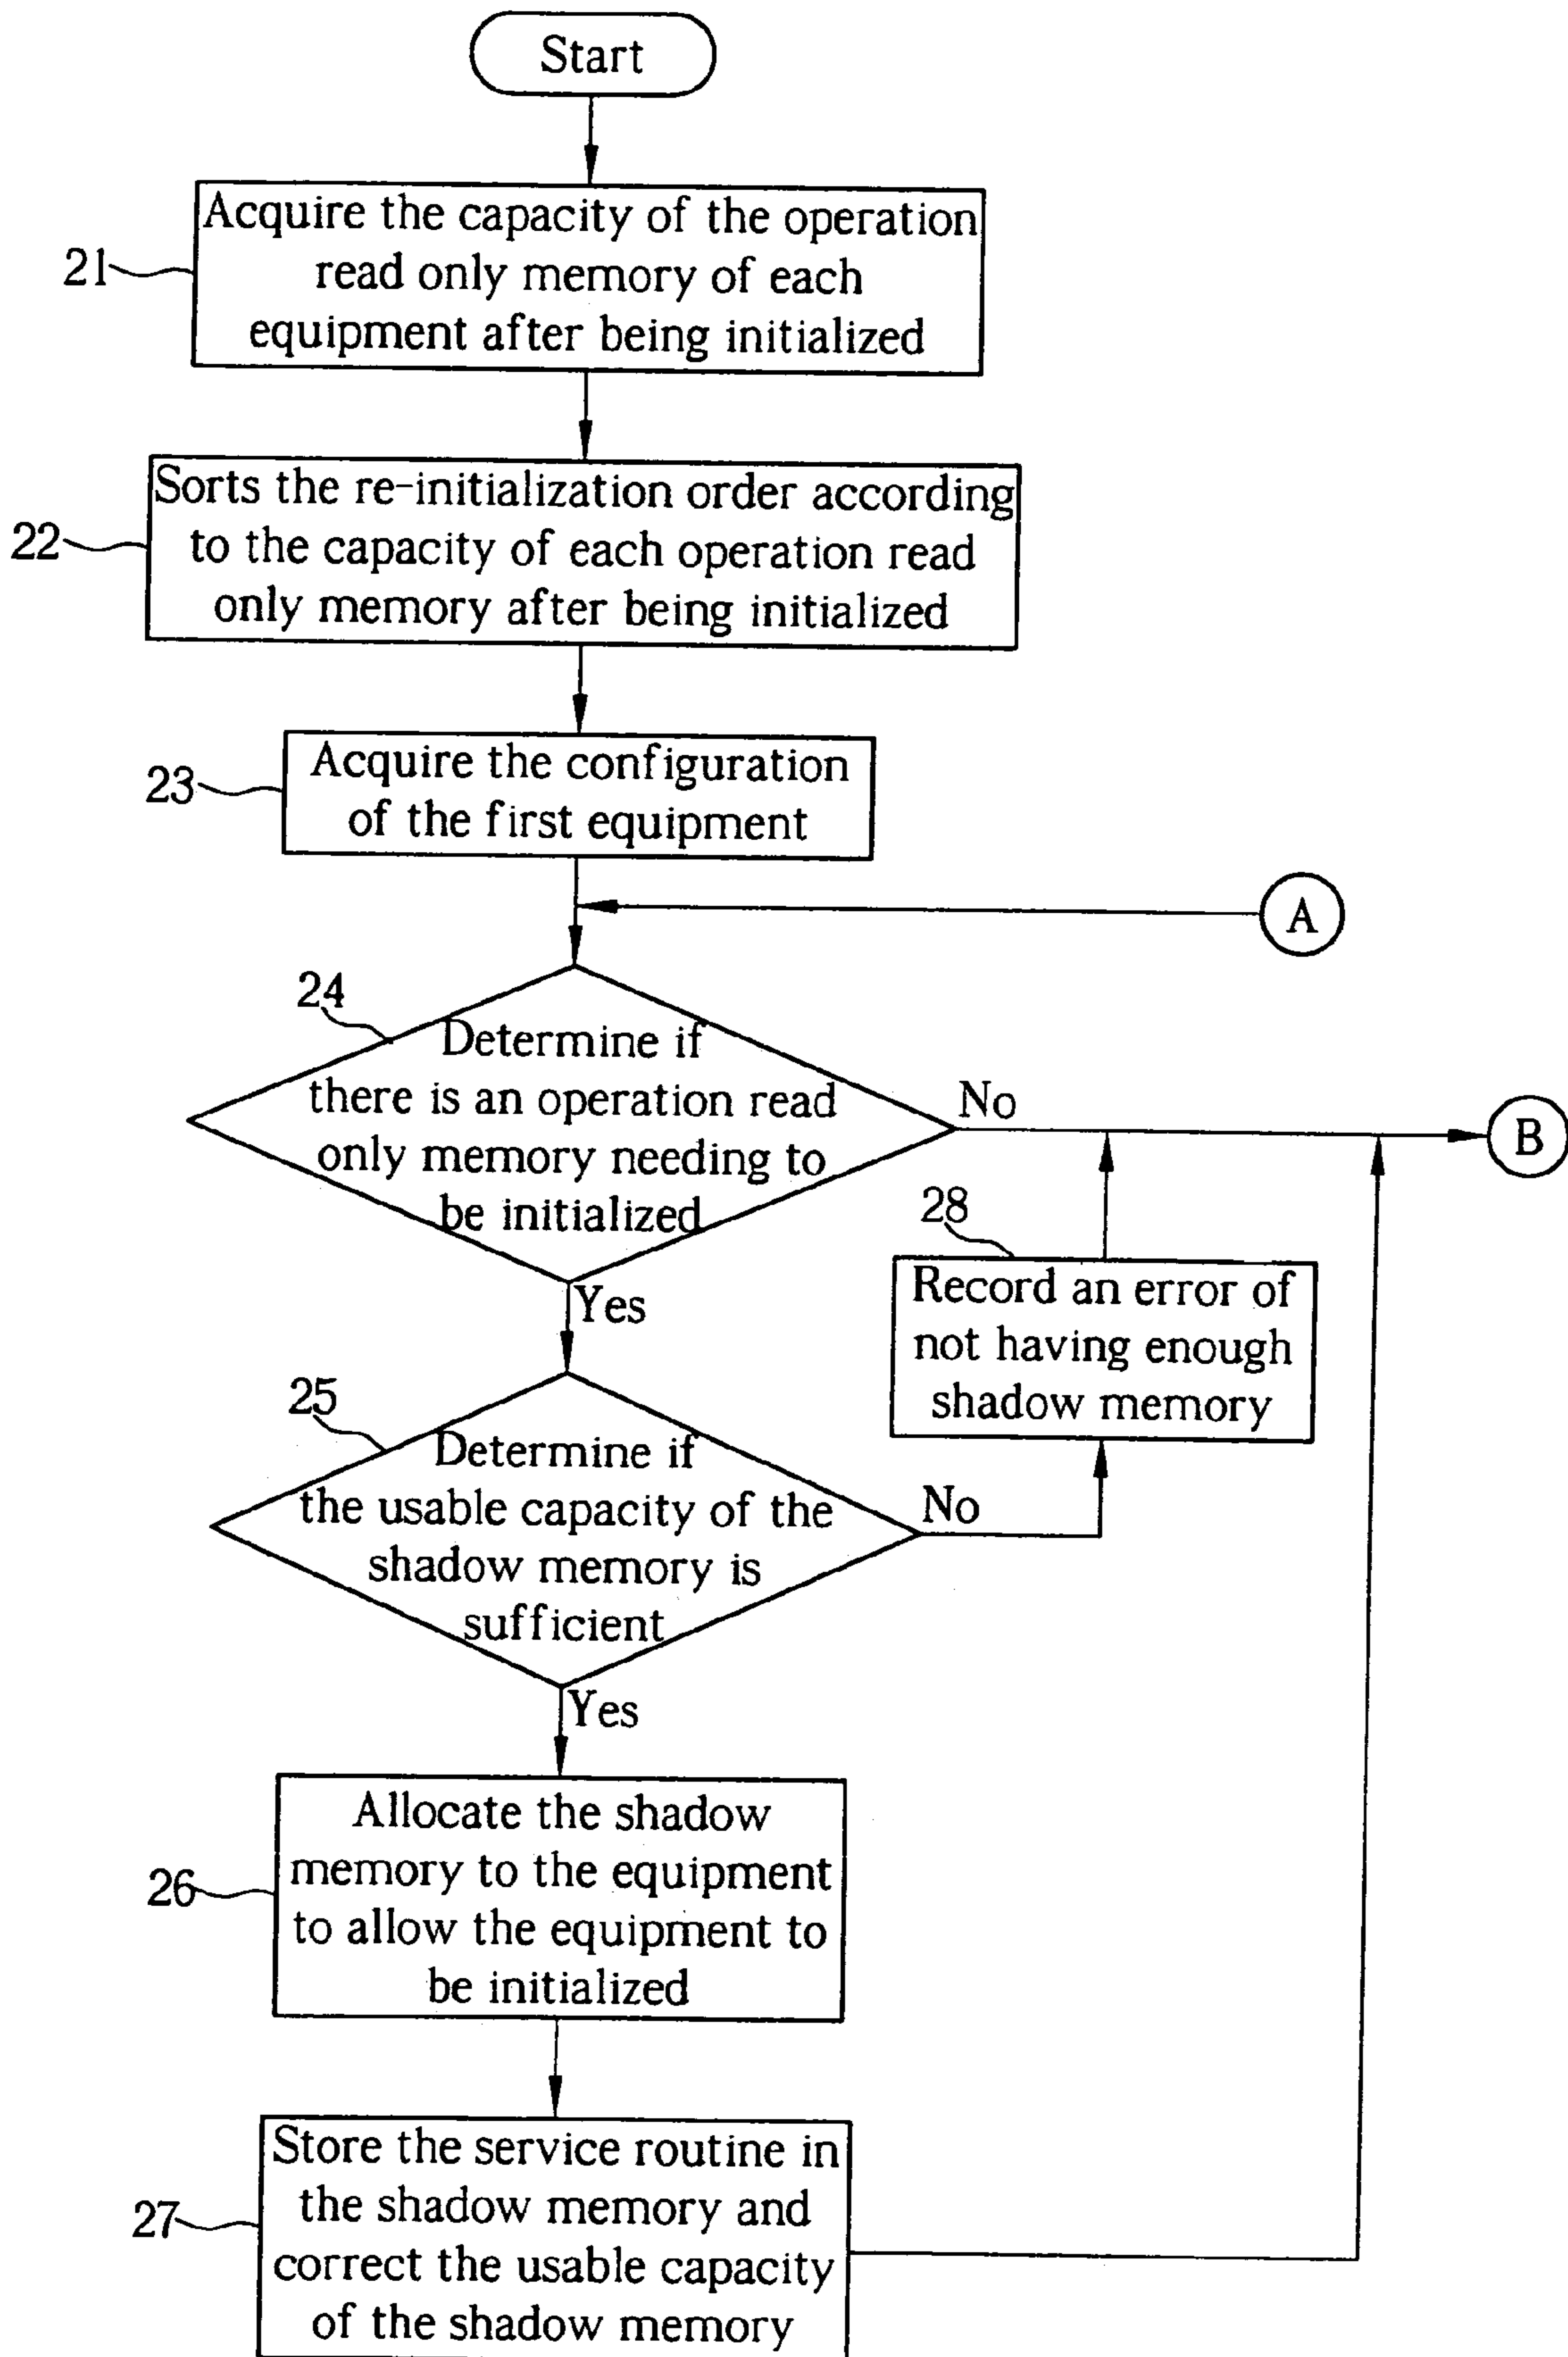 Start
Acquire the capacity of the operation
read only memory of each
equipment after being initialized
21
Sorts the re-initialization order according
to the capacity of each operation read
only memory after being initialized
22
Acquire the configuration
of the first equipment
23
A
24
Determine if
there is an operation read
only memory needing to
be initialized
No
B
Yes
28
Record an error of
not having enough
shadow memory
25
Determine if
the usable capacity of the
shadow memory is
sufficient
No
Yes
Allocate the shadow
memory to the equipment
to allow the equipment to
be initialized
26
Store the service routine in
the shadow memory and
correct the usable capacity
of the shadow memory
27